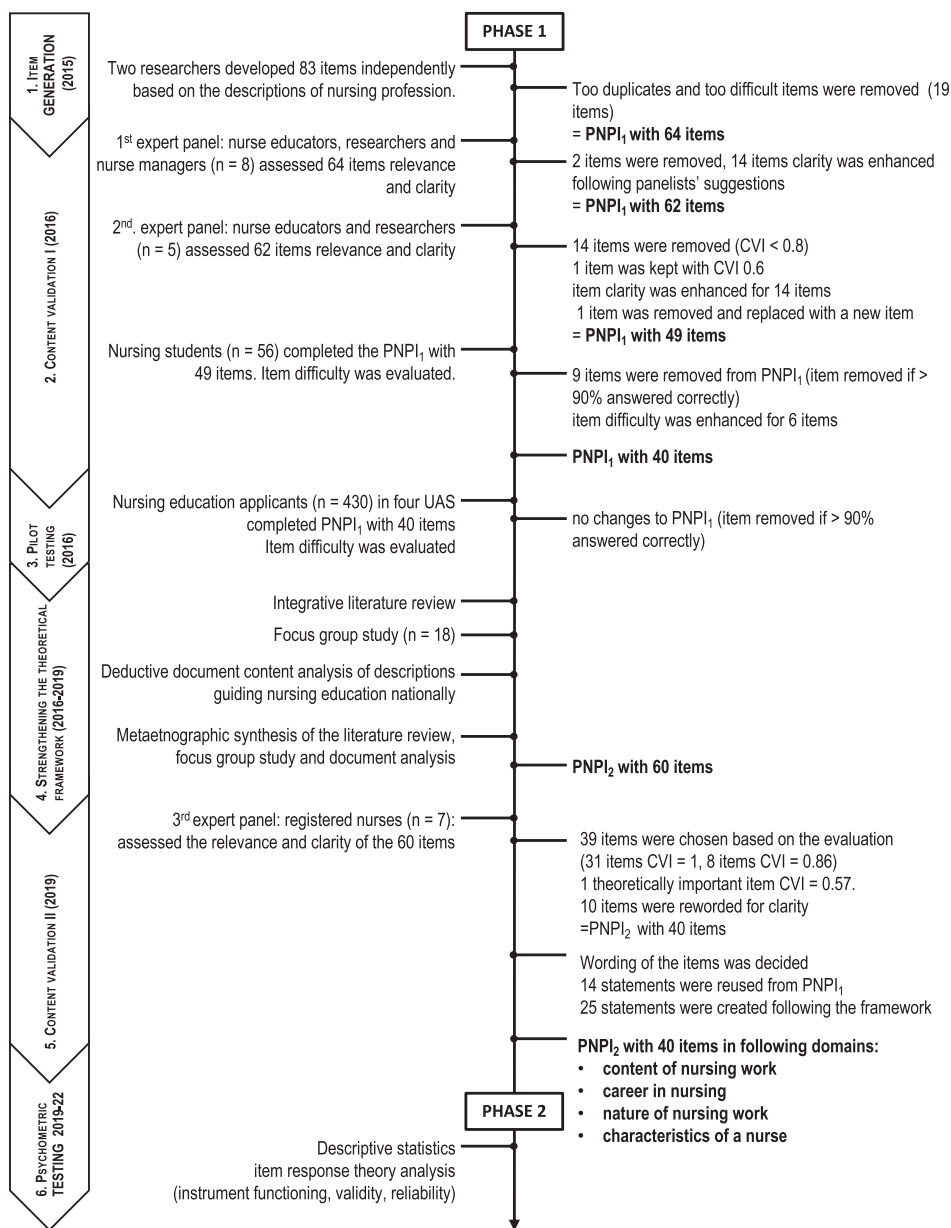 PHASE 1
1. ITEM
GENERATION
(2015)
Two researchers developed 83 items independently
based on the descriptions of nursing profession.
Too duplicates and too difficult items were removed (19
items)
= PNPI1 with 64 items
2. CONTENT VALIDATION I (2016)
1st expert panel: nurse educators, researchers and
nurse managers (n = 8) assessed 64 items relevance
and clarity
2 items were removed, 14 items clarity was enhanced
following panelists' suggestions
= PNPI1 with 62 items
2nd. expert panel: nurse educators and researchers
(n = 5) assessed 62 items relevance and clarity
14 items were removed (CVI < 0.8)
1 item was kept with CVI 0.6
item clarity was enhanced for 14 items
1 item was removed and replaced with a new item
= PNPI1 with 49 items
Nursing students (n = 56) completed the PNPI1 with
49 items. Item difficulty was evaluated.
9 items were removed from PNPI1 (item removed if >
90% answered correctly)
item difficulty was enhanced for 6 items
PNPI1 with 40 items
3. PILOT
TESTING
(2016)
Nursing education applicants (n = 430) in four UAS
completed PNPI1 with 40 items
Item difficulty was evaluated
no changes to PNPI1 (item removed if > 90%
answered correctly)
4. STRENGTHENING THE THEORETICAL
FRAMEWORK (2016-2019)
Integrative literature review
Focus group study (n = 18)
Deductive document content analysis of descriptions
guiding nursing education nationally
Metaetnographic synthesis of the literature review,
focus group study and document analysis
PNPI2 with 60 items
5. CONTENT VALIDATION II (2019)
3rd expert panel: registered nurses (n = 7):
assessed the relevance and clarity of the 60 items
39 items were chosen based on the evaluation
(31 items CVI = 1, 8 items CVI = 0.86)
1 theoretically important item CVI = 0.57.
10 items were reworded for clarity
=PNPI2 with 40 items
Wording of the items was decided
14 statements were reused from PNPI1
25 statements were created following the framework
PNPI2 with 40 items in following domains:
• content of nursing work
• career in nursing
• nature of nursing work
• characteristics of a nurse
PHASE 2
6. PSYCHOMETRIC
TESTING 2019-22
Descriptive statistics
item response theory analysis
(instrument functioning, validity, reliability)